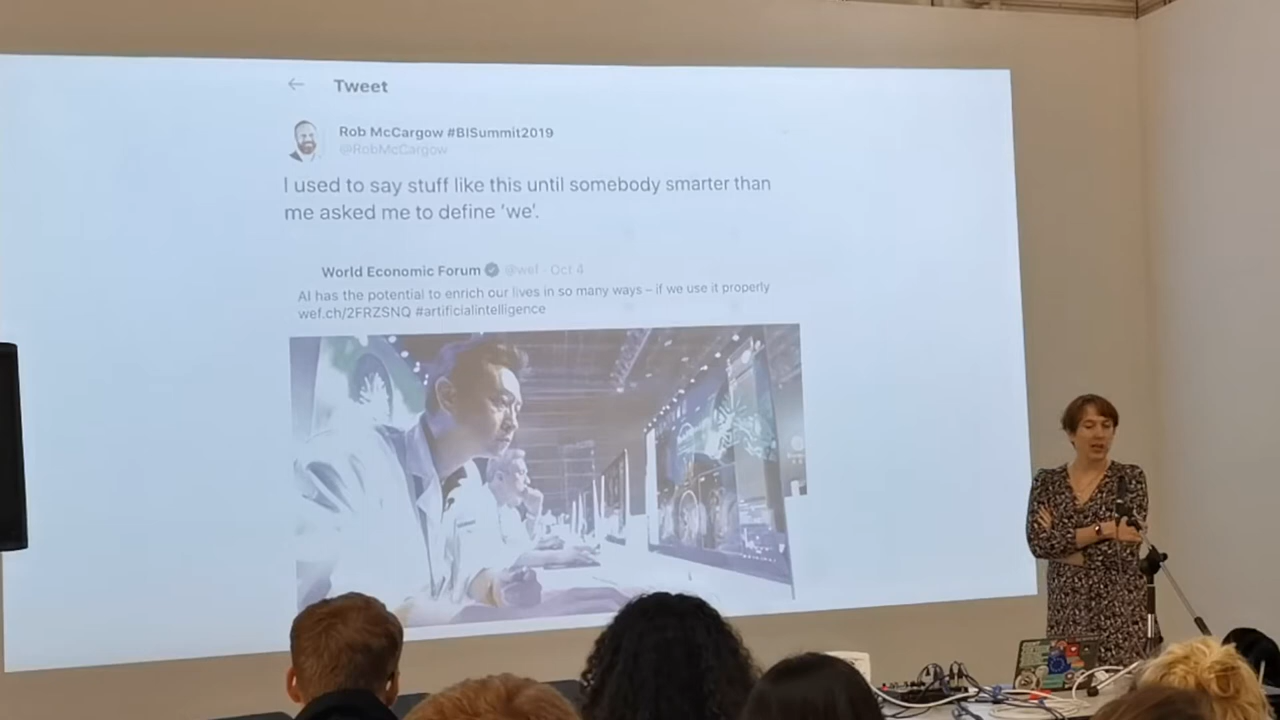 ← Tweet
Rob McCargow #BISummit2019
@RobMcCargow
I used to say stuff like this until somebody smarter than
me asked me to define 'we'.
World Economic Forum @wef · Oct 4
AI has the potential to enrich our lives in so many ways – if we use it properly
wef.ch/2FRZSNQ #artificialintelligence